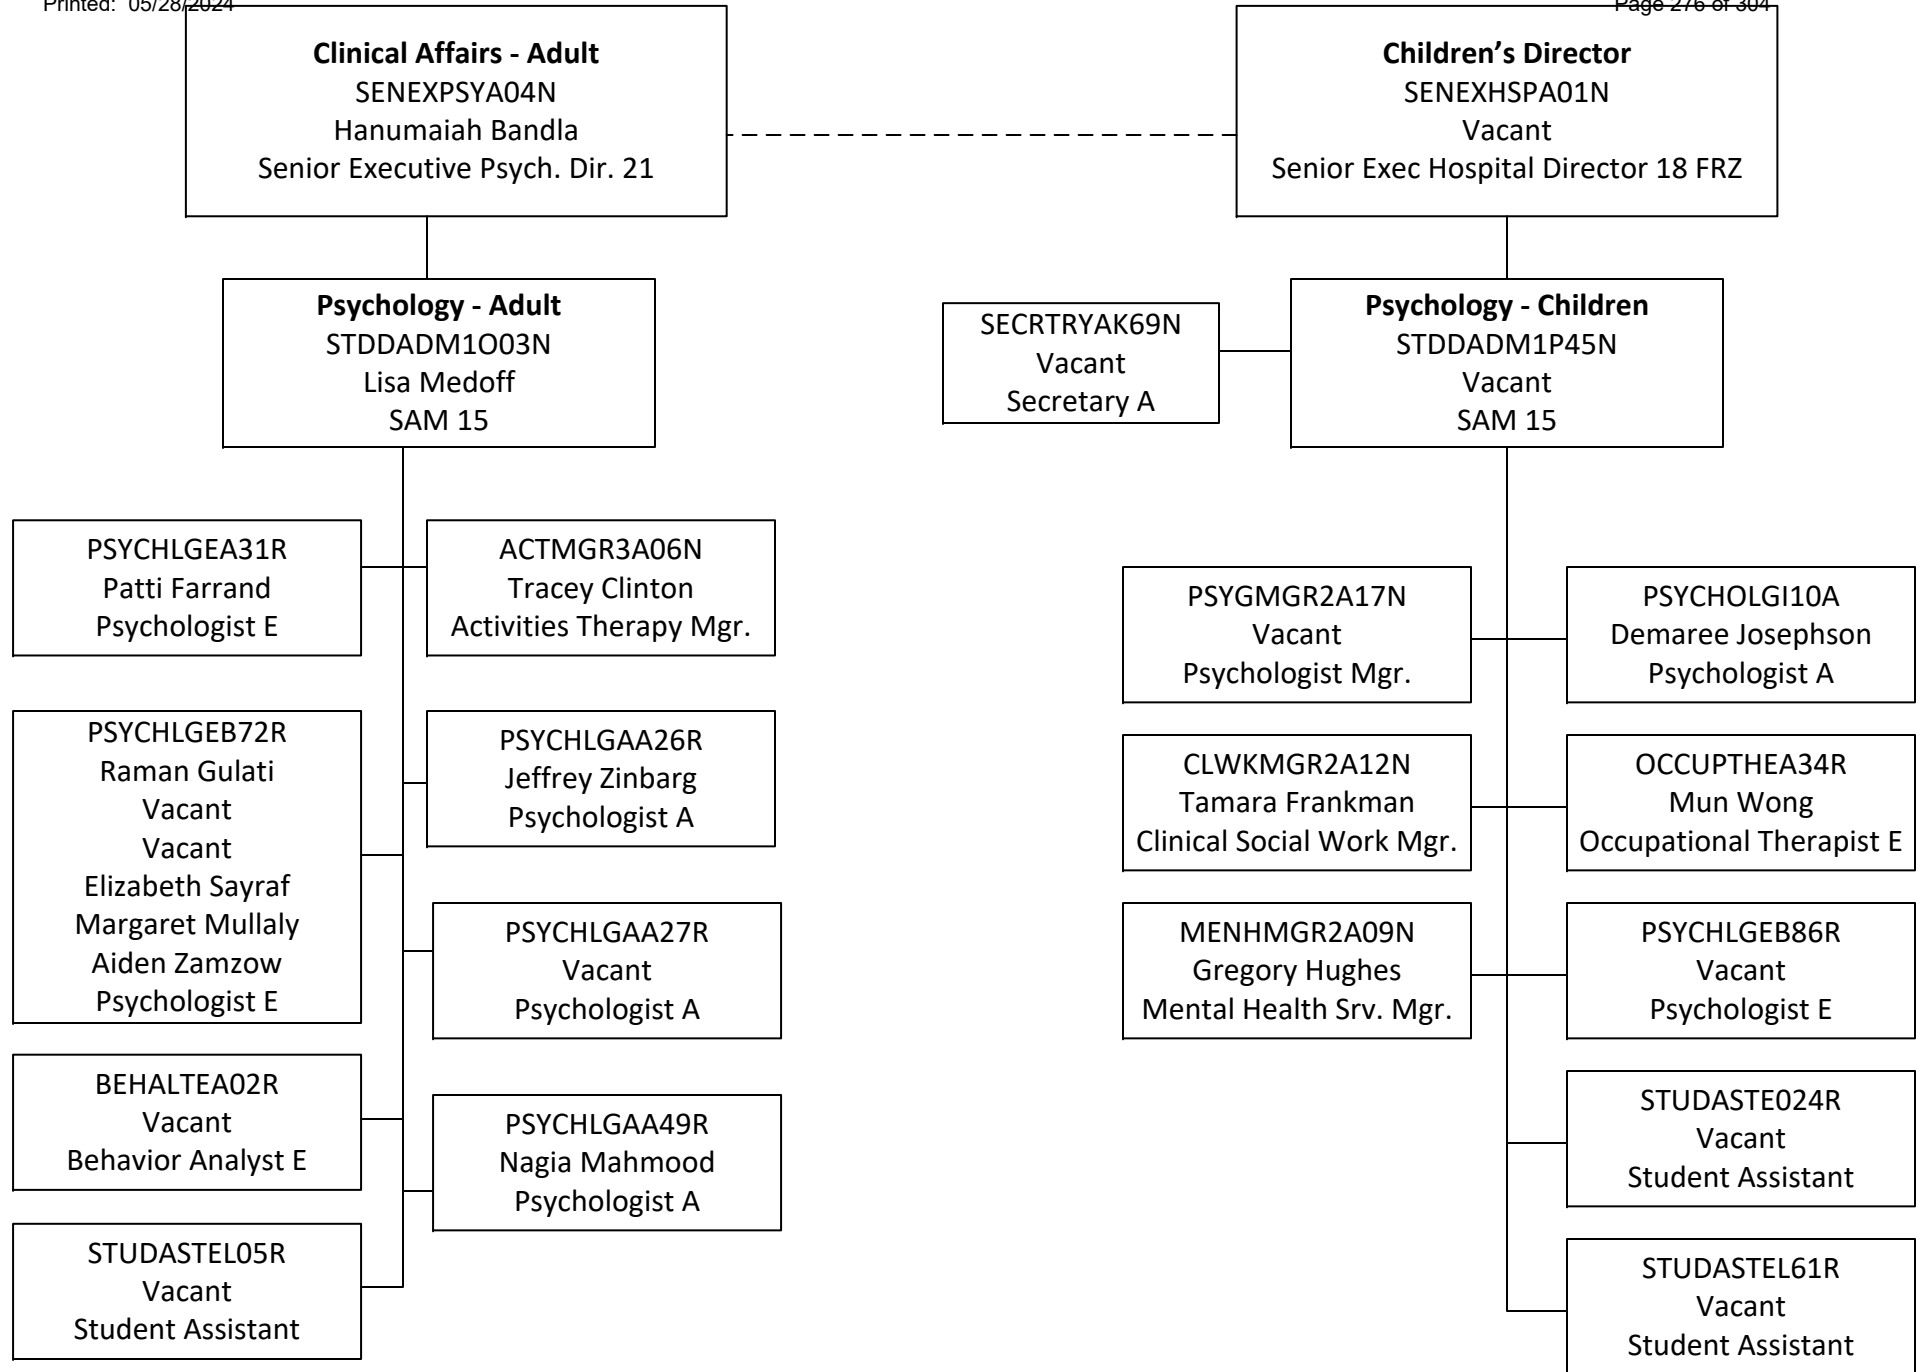 Printed: 05/28/2024
Page 276 of 304
Clinical Affairs - Adult
SENEXPSYA04N
Hanumaiah Bandla
Senior Executive Psych. Dir. 21
Children's Director
SENEXHSPA01N
Vacant
Senior Exec Hospital Director 18 FRZ
Psychology - Adult
STDDADM1O03N
Lisa Medoff
SAM 15
SECRTRYAK69N
Vacant
Secretary A
Psychology - Children
STDDADM1P45N
Vacant
SAM 15
PSYCHLGEA31R
Patti Farrand
Psychologist E
ACTMGR3A06N
Tracey Clinton
Activities Therapy Mgr.
PSYCHLGEB72R
Raman Gulati
Vacant
Vacant
Elizabeth Sayraf
Margaret Mullaly
Aiden Zamzow
Psychologist E
PSYCHLGAA26R
Jeffrey Zinbarg
Psychologist A
PSYCHLGAA27R
Vacant
Psychologist A
BEHALTEA02R
Vacant
Behavior Analyst E
PSYCHLGAA49R
Nagia Mahmood
Psychologist A
STUDASTEL05R
Vacant
Student Assistant
PSYGMGR2A17N
Vacant
Psychologist Mgr.
PSYCHOLGI10A
Demaree Josephson
Psychologist A
CLWKMGR2A12N
Tamara Frankman
Clinical Social Work Mgr.
OCCUPTHEA34R
Mun Wong
Occupational Therapist E
MENHMGR2A09N
Gregory Hughes
Mental Health Srv. Mgr.
PSYCHLGEB86R
Vacant
Psychologist E
STUDASTE024R
Vacant
Student Assistant
STUDASTEL61R
Vacant
Student Assistant